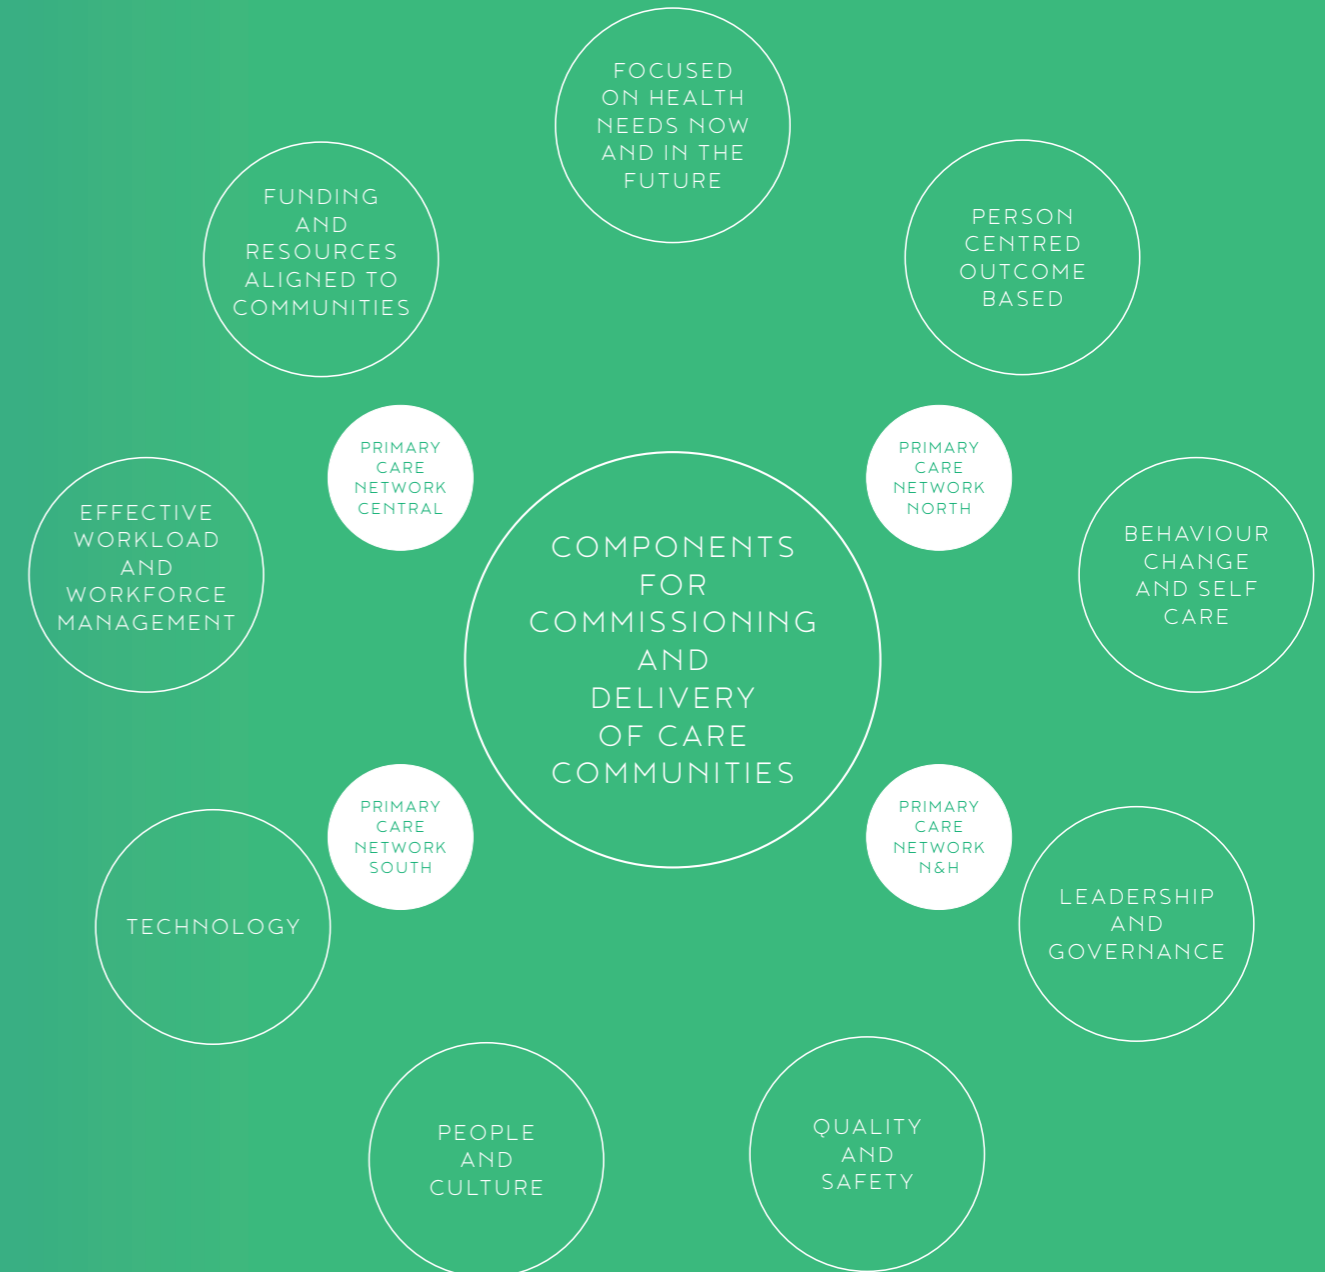 FOCUSED
ON HEALTH
NEEDS NOW
AND IN THE
FUTURE
FUNDING
AND
RESOURCES
ALIGNED TO
COMMUNITIES
PERSON
CENTRED
OUTCOME
BASED
PRIMARY
CARE
NETWORK
CENTRAL
PRIMARY
CARE
NETWORK
NORTH
EFFECTIVE
WORKLOAD
AND
WORKFORCE
MANAGEMENT
COMPONENTS
FOR
COMMISSIONING
AND
DELIVERY
OF CARE
COMMUNITIES
BEHAVIOUR
CHANGE
AND SELF
CARE
PRIMARY
CARE
NETWORK
SOUTH
PRIMARY
CARE
NETWORK
N&H
TECHNOLOGY
LEADERSHIP
AND
GOVERNANCE
PEOPLE
AND
CULTURE
QUALITY
AND
SAFETY